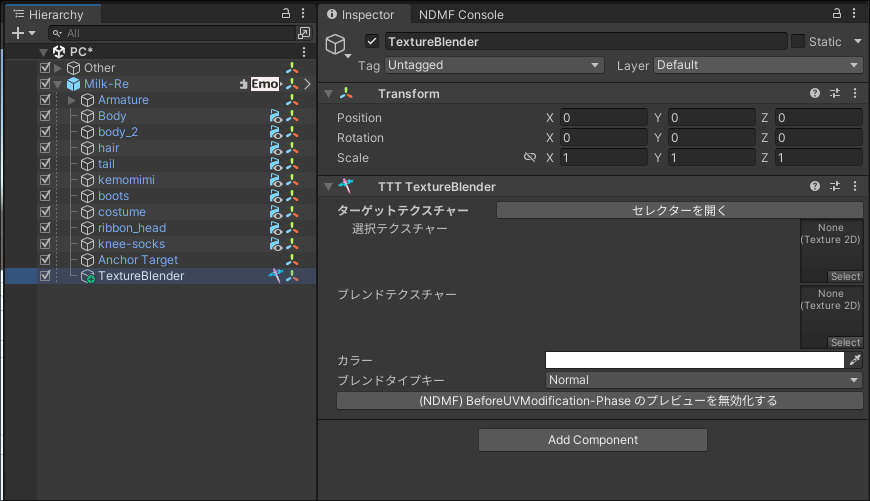 Hierarchy
All
PC*
Other
Milk-Re
Emo
Armature
Body
body_2
hair
tail
kemomimi
boots
costume
ribbon_head
knee-socks
Anchor Target
TextureBlender
Inspector
NDMF Console
TextureBlender
Static
Tag Untagged
Layer Default
Transform
Position X 0 Y 0 Z 0
Rotation X 0 Y 0 Z 0
Scale X 1 Y 1 Z 1
TTT TextureBlender
ターゲットテクスチャー
セレクターを開く
選択テクスチャー
None
(Texture 2D)
Select
ブレンドテクスチャー
None
(Texture 2D)
Select
カラー
ブレンドタイプキー Normal
(NDMF) BeforeUVModification-Phase のプレビューを無効化する
Add Component